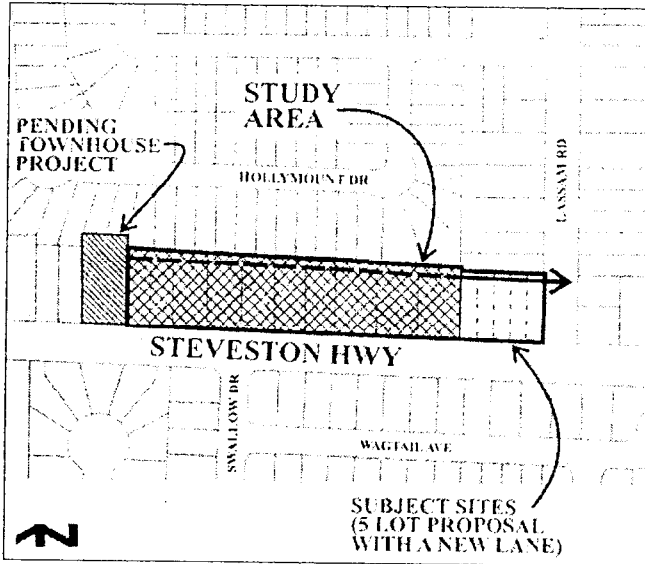 STUDY
AREA
PENDING
TOWNHOUSE
PROJECT
HOLLYMOUNT DR
LASSAM RD
STEVESTON HWY
SWALLOW DR
WAGTAIL AVE
SUBJECT SITES
(5 LOT PROPOSAL
WITH A NEW LANE)
N